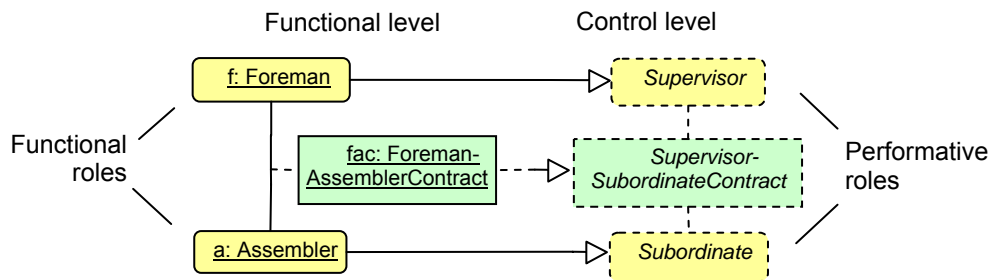 Functional level
Control level
f: Foreman
Supervisor
Functional
roles
fac: Foreman-
AssemblerContract
Supervisor-
SubordinateContract
Performative
roles
a: Assembler
Subordinate